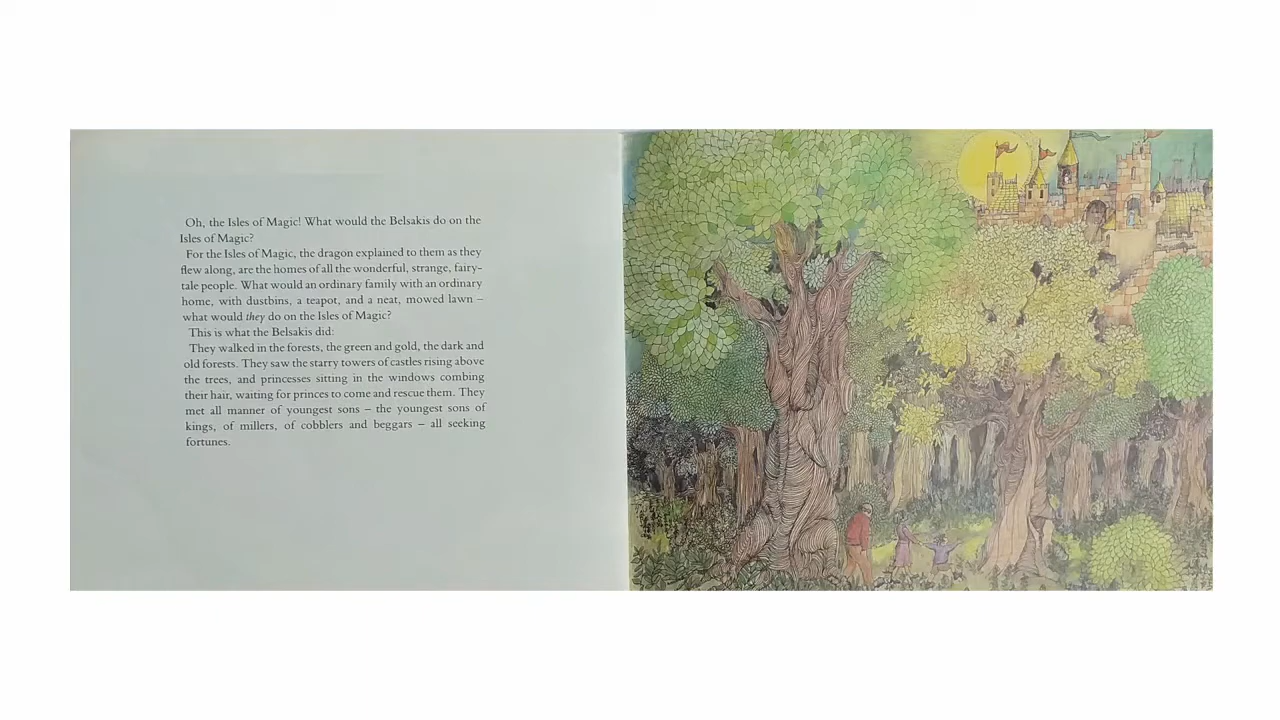 Oh, the Isles of Magic! What would the Belsakis do on the
Isles of Magic?
For the Isles of Magic, the dragon explained to them as they
flew along, are the homes of all the wonderful, strange, fairy-
tale people. What would an ordinary family with an ordinary
home, with dustbins, a teapot, and a neat, mowed lawn –
what would they do on the Isles of Magic?
This is what the Belsakis did:
They walked in the forests, the green and gold, the dark and
old forests. They saw the starry towers of castles rising above
the trees, and princesses sitting in the windows combing
their hair, waiting for princes to come and rescue them. They
met all manner of youngest sons – the youngest sons of
kings, of millers, of cobblers and beggars – all seeking
fortunes.